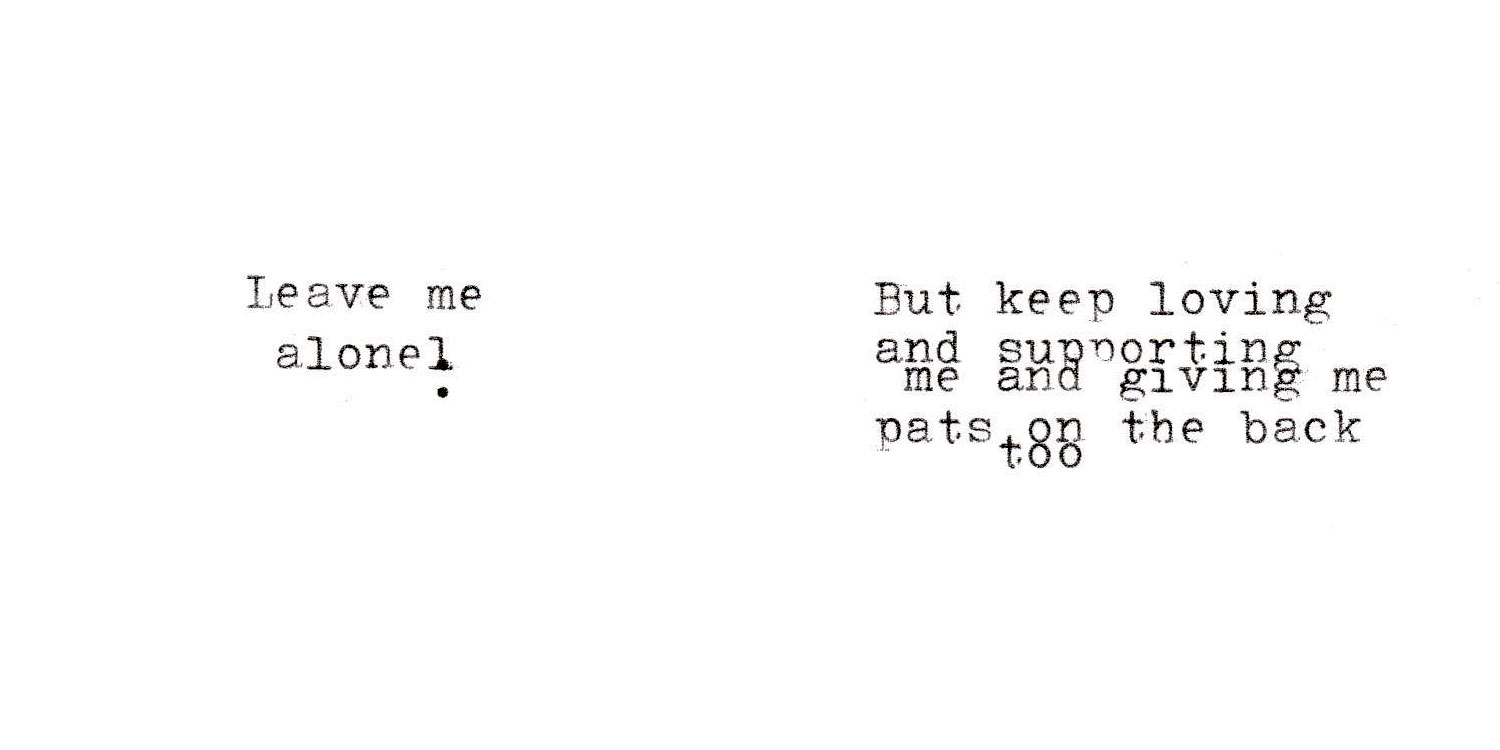 Leave me
alone!
But keep loving
and supporting
me and giving me
pats on the back
too